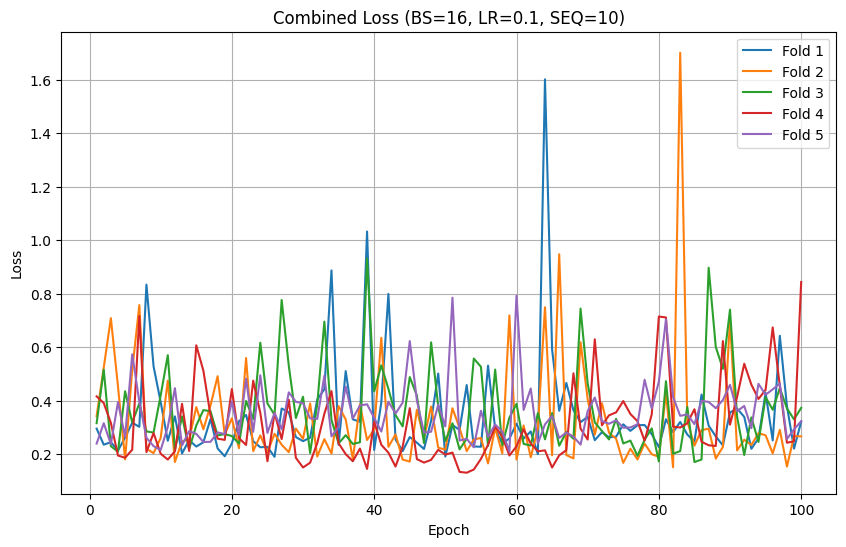 Combined Loss (BS=16, LR=0.1, SEQ=10)
Fold 1
Fold 2
Fold 3
Fold 4
Fold 5
1.6
1.4
1.2
1.0
0.8
0.6
0.4
0.2
Loss
0 20 40 60 80 100
Epoch